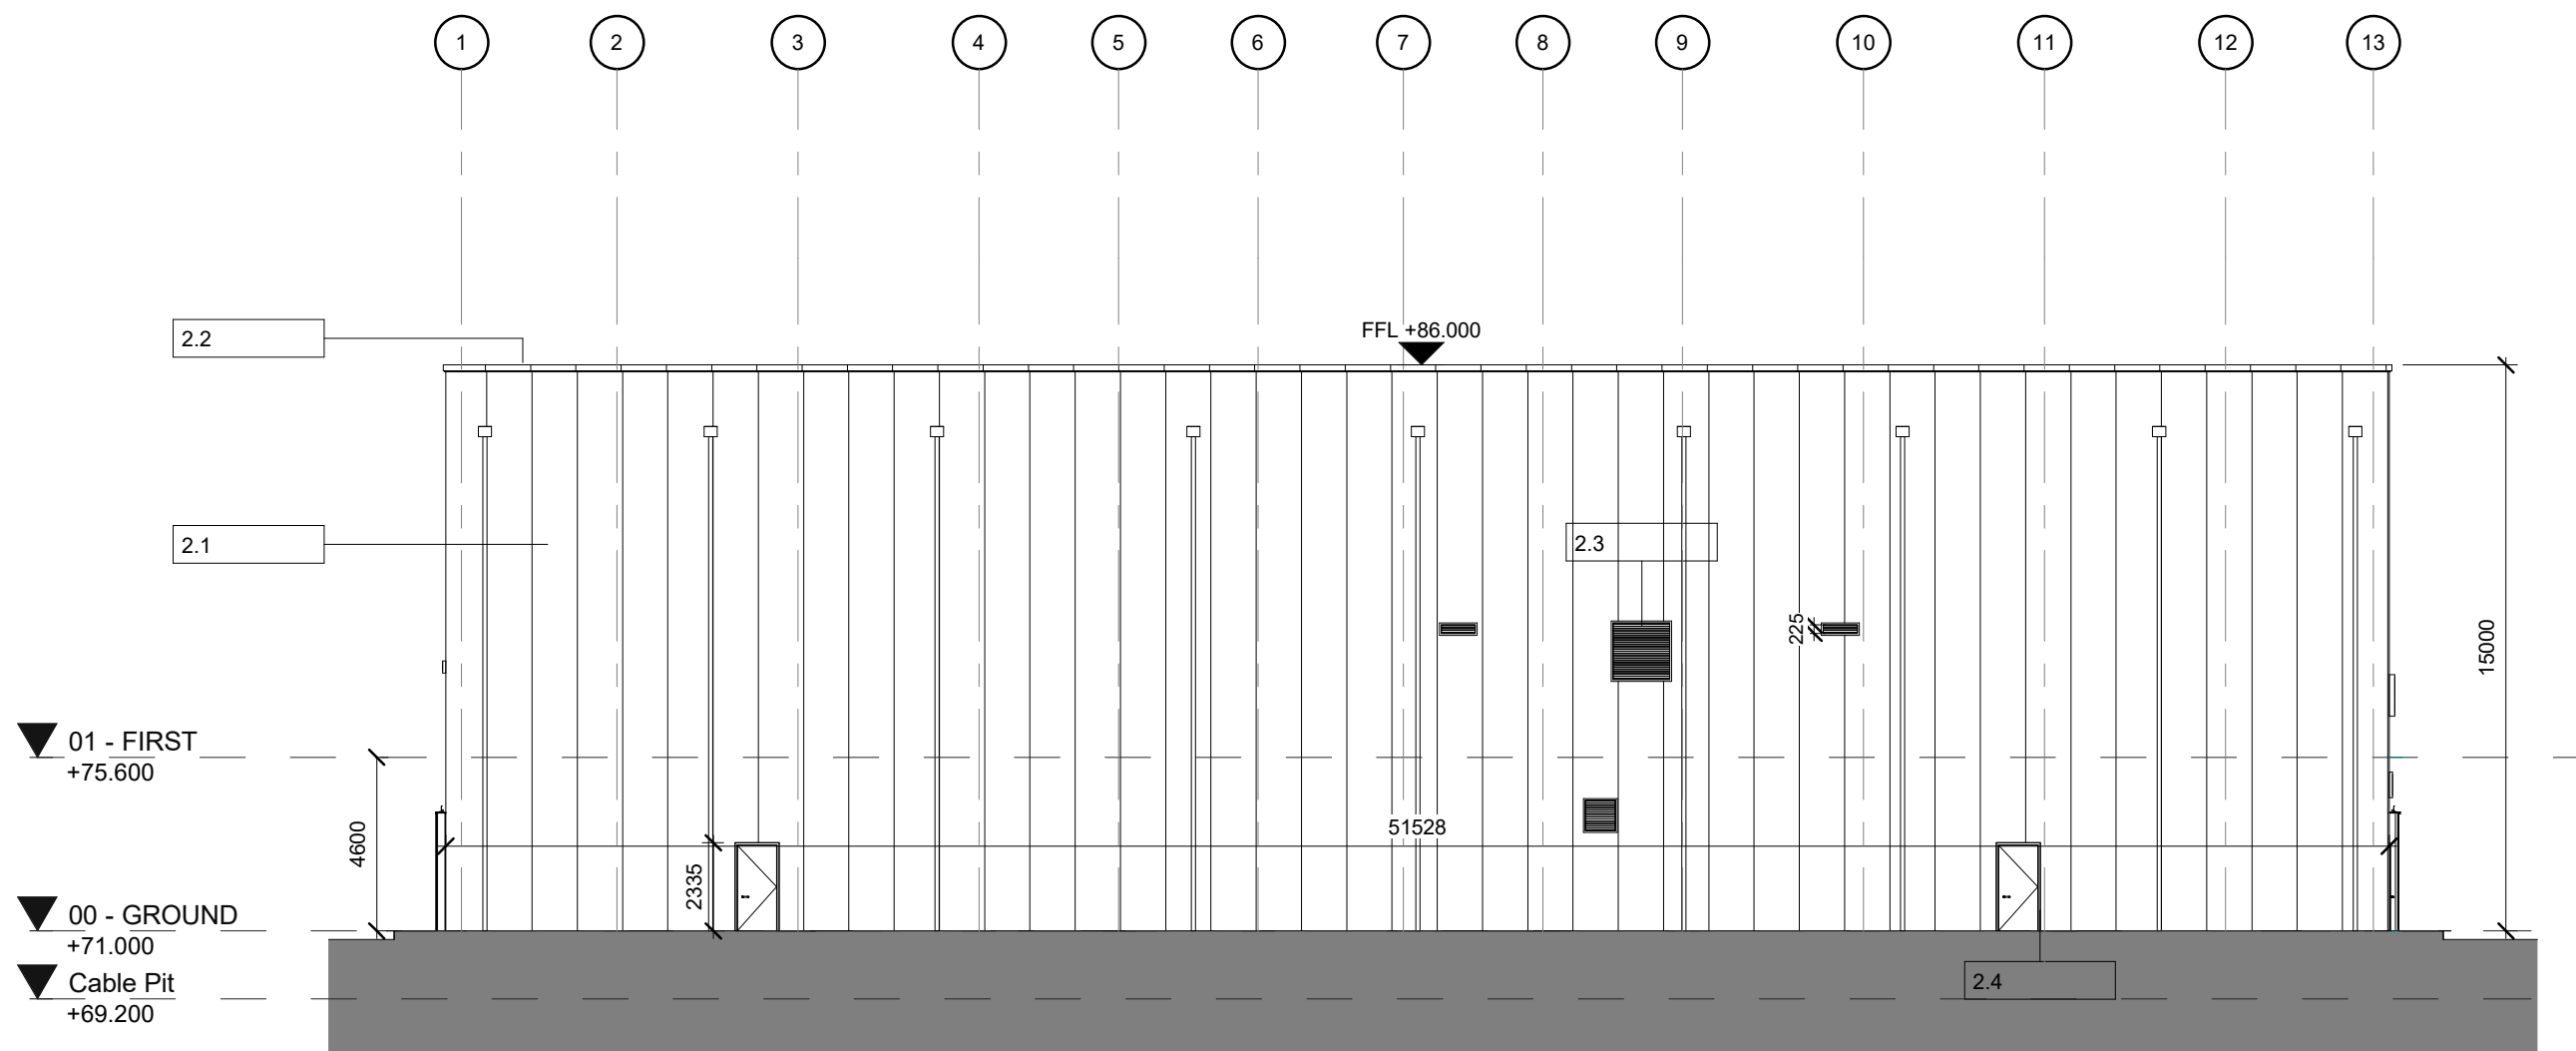 1 2 3 4 5 6 7 8 9 10 11 12 13
FFL +86.000
2.2
2.1
2.3
225
15000
01 - FIRST
+75.600
4600
51528
2335
00 - GROUND
+71.000
Cable Pit
+69.200
2.4